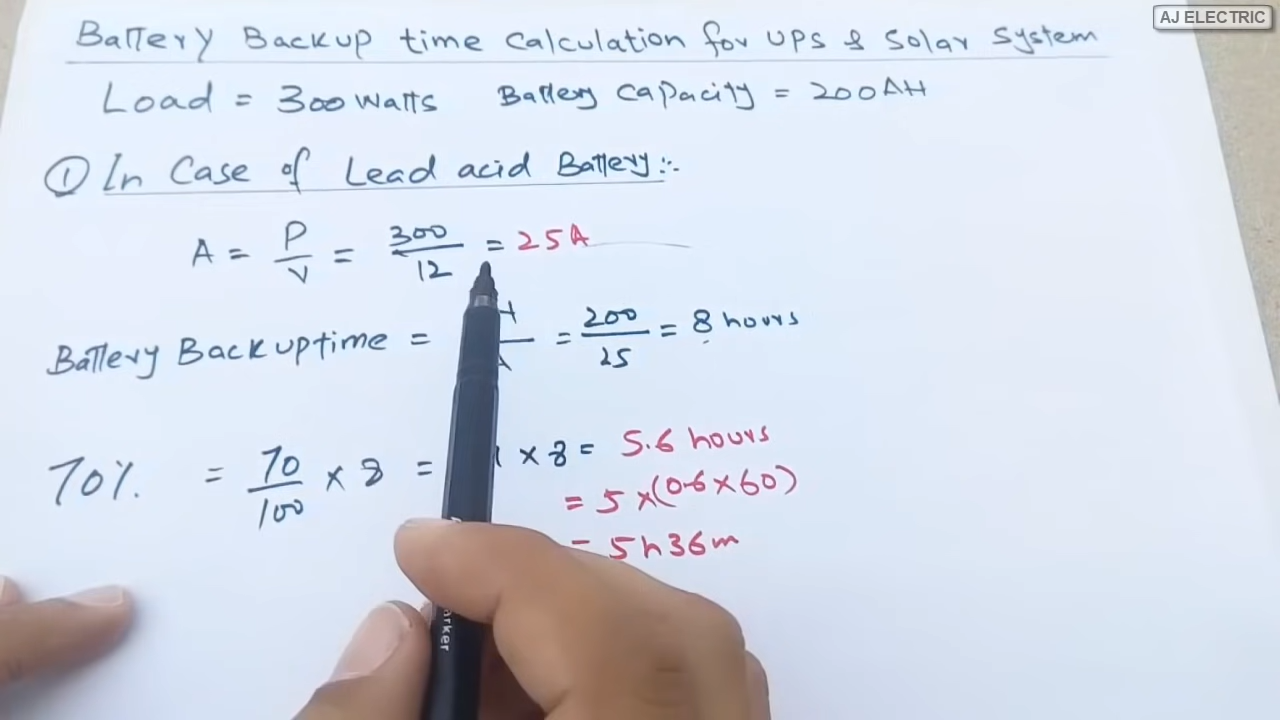 AJ ELECTRIC
Battery Backup time Calculation for UPS & Solar System
Load = 300 watts Battery Capacity = 200AH
① In Case of Lead acid Battery :-
A = P/V = 300/12 = 25A
Battery Backuptime = = 200/25 = 8 hours
70% = 70/100 × 8 = × 8 = 5.6 hours
= 5 × (0.6 × 60)
= 5h36m
arker